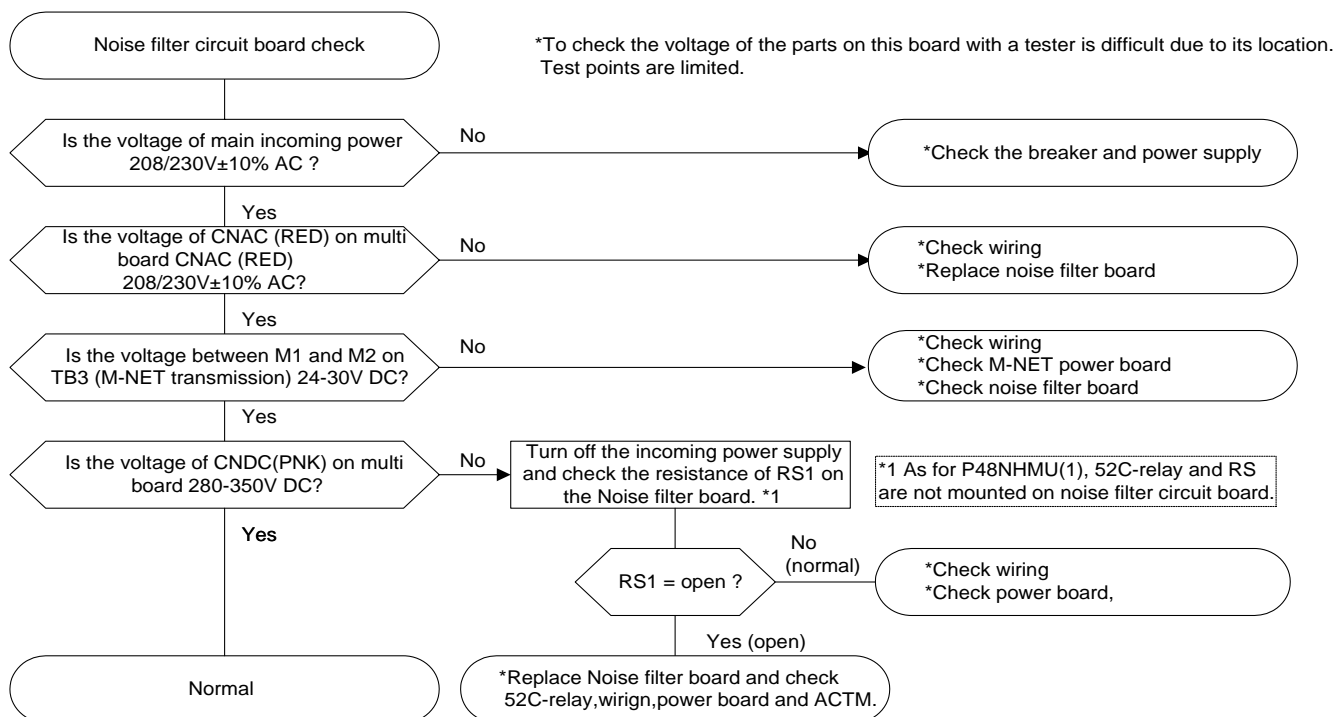 Noise filter circuit board check
*To check the voltage of the parts on this board with a tester is difficult due to its location.
Test points are limited.
Is the voltage of main incoming power
208/230V±10% AC ?
No
*Check the breaker and power supply
Yes
Is the voltage of CNAC (RED) on multi
board CNAC (RED)
208/230V±10% AC?
No
*Check wiring
*Replace noise filter board
Yes
Is the voltage between M1 and M2 on
TB3 (M-NET transmission) 24-30V DC?
No
*Check wiring
*Check M-NET power board
*Check noise filter board
Yes
Is the voltage of CNDC(PNK) on multi
board 280-350V DC?
No
Turn off the incoming power supply
and check the resistance of RS1 on
the Noise filter board. *1
*1 As for P48NHMU(1), 52C-relay and RS
are not mounted on noise filter circuit board.
Yes
RS1 = open ?
No
(normal)
*Check wiring
*Check power board,
Yes (open)
Normal
*Replace Noise filter board and check
52C-relay,wirign,power board and ACTM.